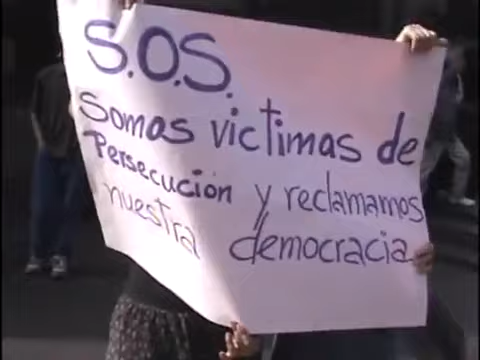 S.O.S.
Somos victimas de
Persecución y reclamamos
nuestra democracia